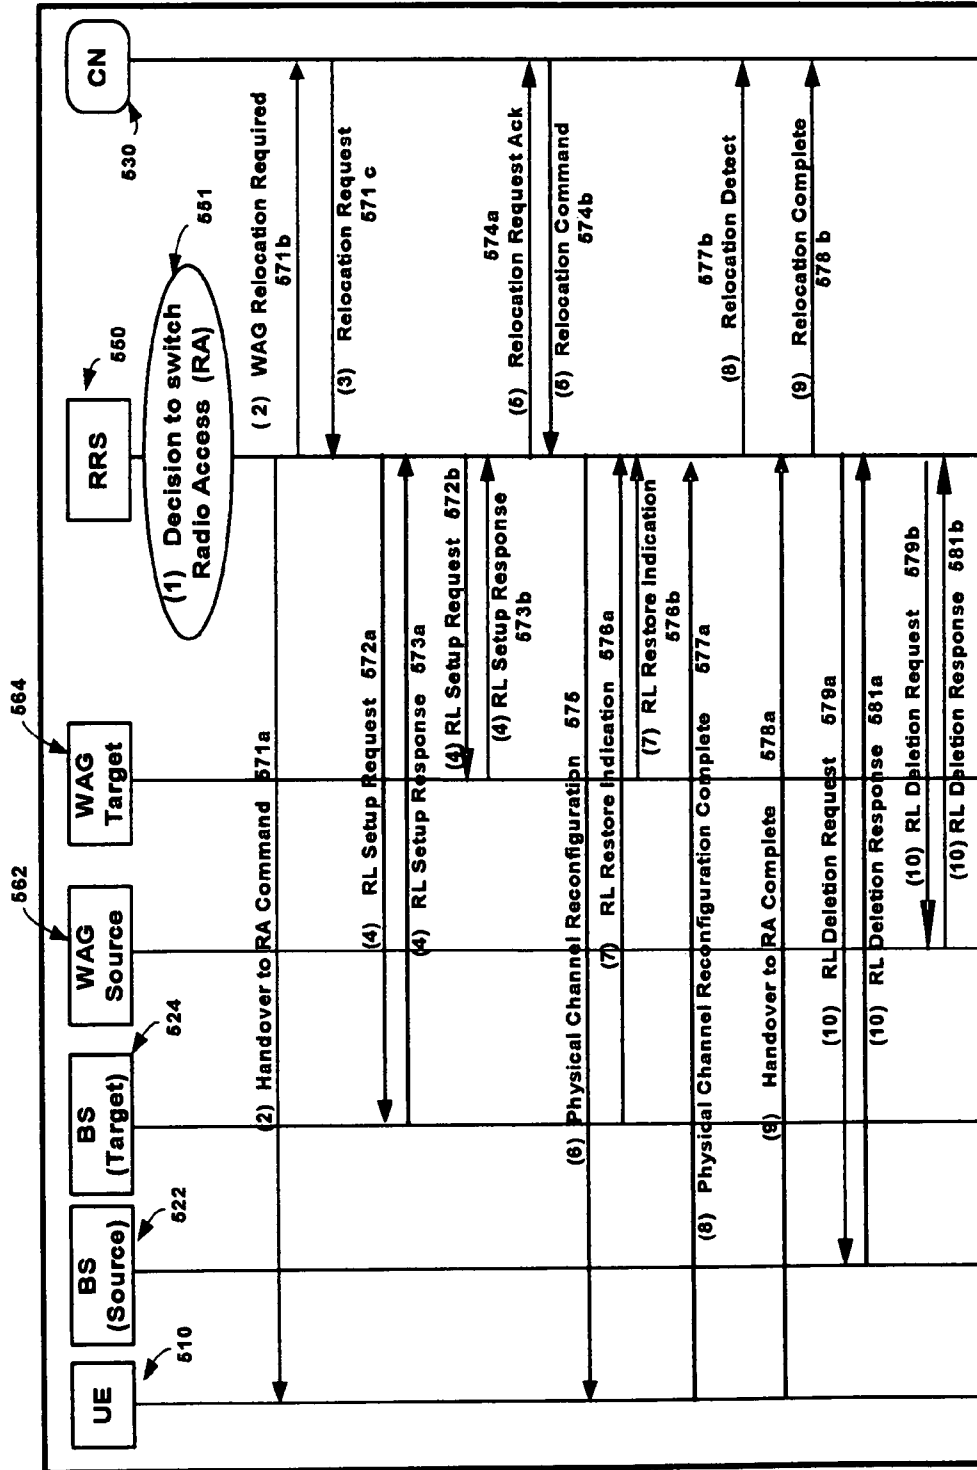 UE
510
BS
(Source)
522
BS
(Target)
524
WAG
Source
562
WAG
Target
564
RRS
550
CN
530
(1) Decision to switch
Radio Access (RA)
551
(2) Handover to RA Command 571a
( 2) WAG Relocation Required
571b
(3) Relocation Request
571 c
(4) RL Setup Request 572a
(4) RL Setup Response 573a
(4) RL Setup Request 572b
(4) RL Setup Response
573b
574a
(5) Relocation Request Ack
(5) Relocation Command
574b
(6) Physical Channel Reconfiguration 575
(7) RL Restore Indication 576a
(7) RL Restore Indication
576b
(8) Physical Channel Reconfiguration Complete 577a
577b
(8) Relocation Detect
(9) Handover to RA Complete 578a
(9) Relocation Complete
578 b
(10) RL Deletion Request 579a
(10) RL Deletion Response 581a
(10) RL Deletion Request 579b
(10) RL Deletion Response 581b